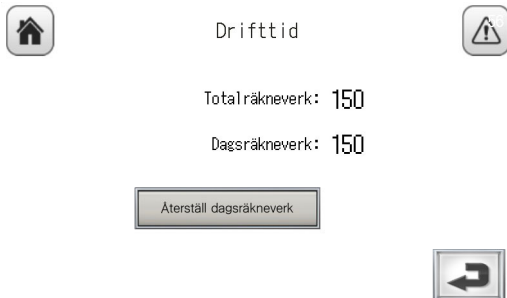 Drifttid
Totalräkneverk: 150
Dagsräkneverk: 150
Återställ dagsräkneverk